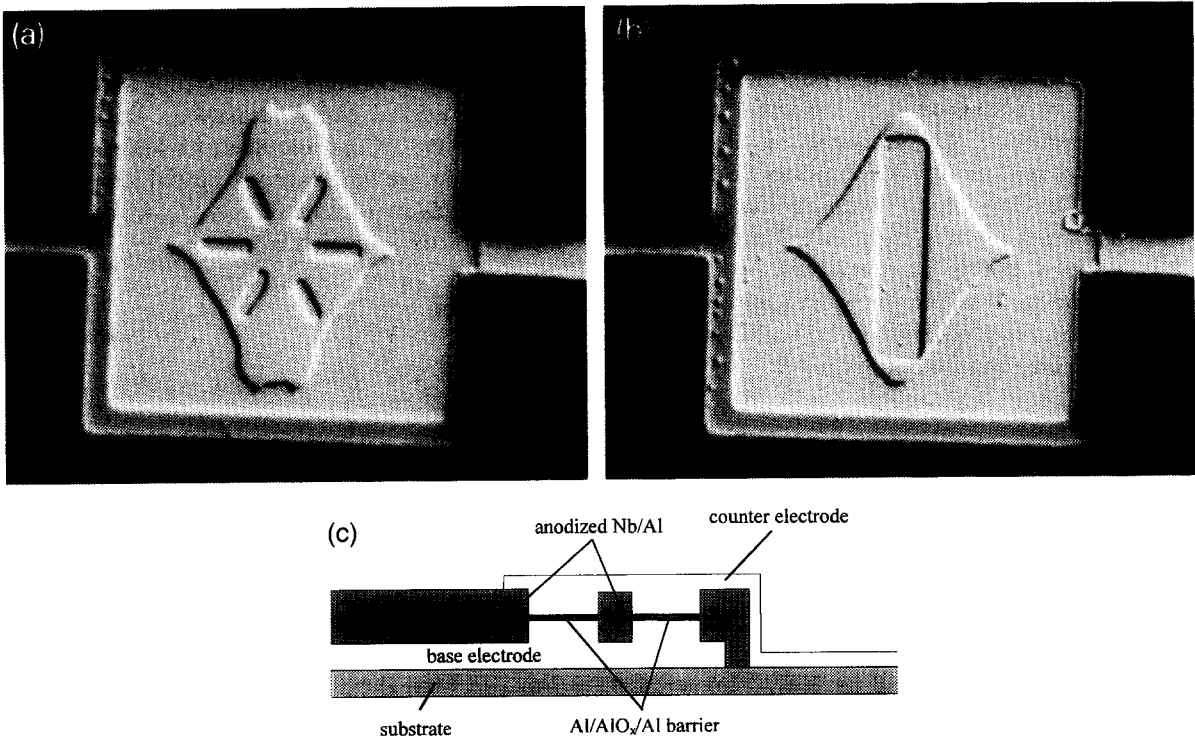 (a)
(b)
(c)
anodized Nb/Al
counter electrode
base electrode
substrate
Al/AlOₓ/Al barrier